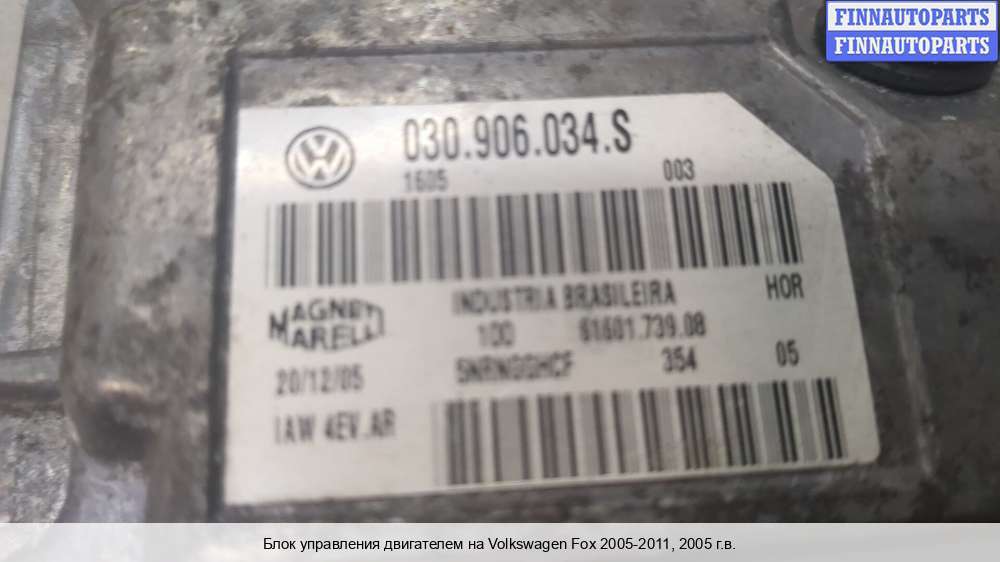 FINNAUTOPARTS
FINNAUTOPARTS
030.906.034.S
1605 003
INDUSTRIA BRASILEIRA HOR
MAGNETI MARELLI
100 61601.739.08
20/12/05 354 05
IAW 4EV.AR
Блок управления двигателем на Volkswagen Fox 2005-2011, 2005 г.в.